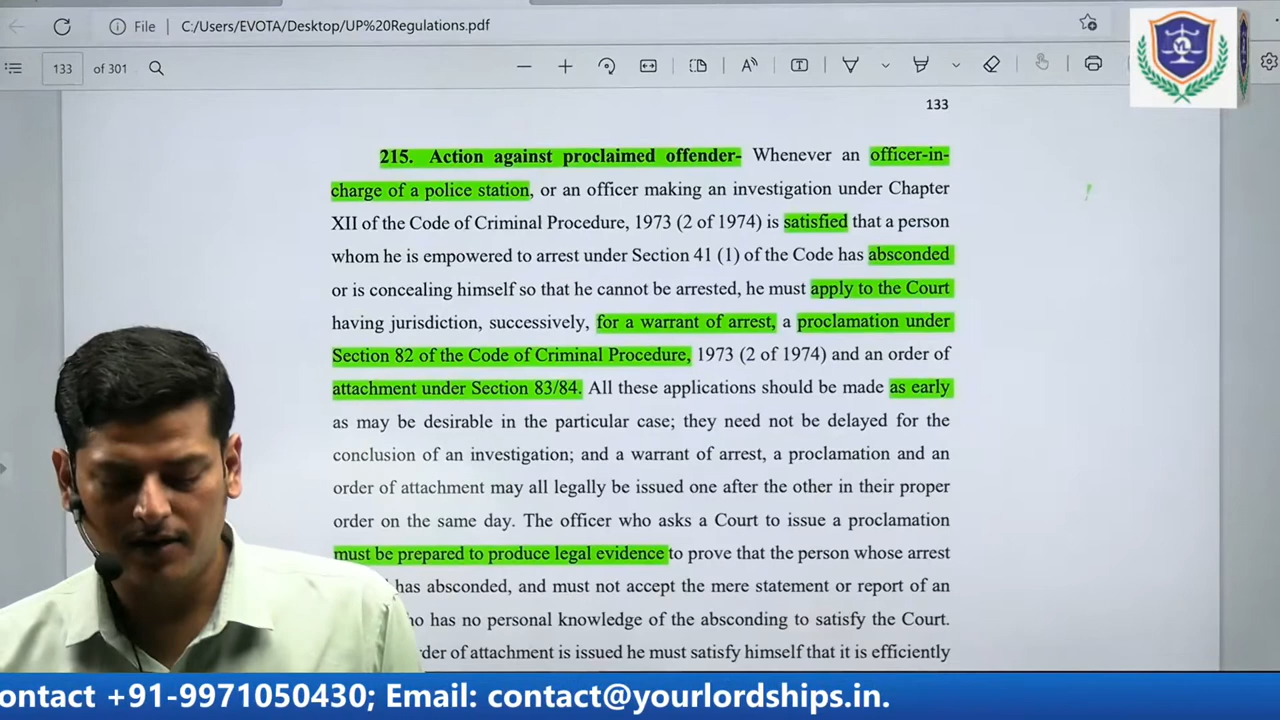 File | C:/Users/EVOTA/Desktop/UP%20Regulations.pdf
133 of 301
YL
133
215. Action against proclaimed offender- Whenever an officer-in-
charge of a police station, or an officer making an investigation under Chapter
XII of the Code of Criminal Procedure, 1973 (2 of 1974) is satisfied that a person
whom he is empowered to arrest under Section 41 (1) of the Code has absconded
or is concealing himself so that he cannot be arrested, he must apply to the Court
having jurisdiction, successively, for a warrant of arrest, a proclamation under
Section 82 of the Code of Criminal Procedure, 1973 (2 of 1974) and an order of
attachment under Section 83/84. All these applications should be made as early
as may be desirable in the particular case; they need not be delayed for the
conclusion of an investigation; and a warrant of arrest, a proclamation and an
order of attachment may all legally be issued one after the other in their proper
order on the same day. The officer who asks a Court to issue a proclamation
must be prepared to produce legal evidence to prove that the person whose arrest
has absconded, and must not accept the mere statement or report of an
has no personal knowledge of the absconding to satisfy the Court.
of attachment is issued he must satisfy himself that it is efficiently
ontact +91-9971050430; Email: contact@yourlordships.in.